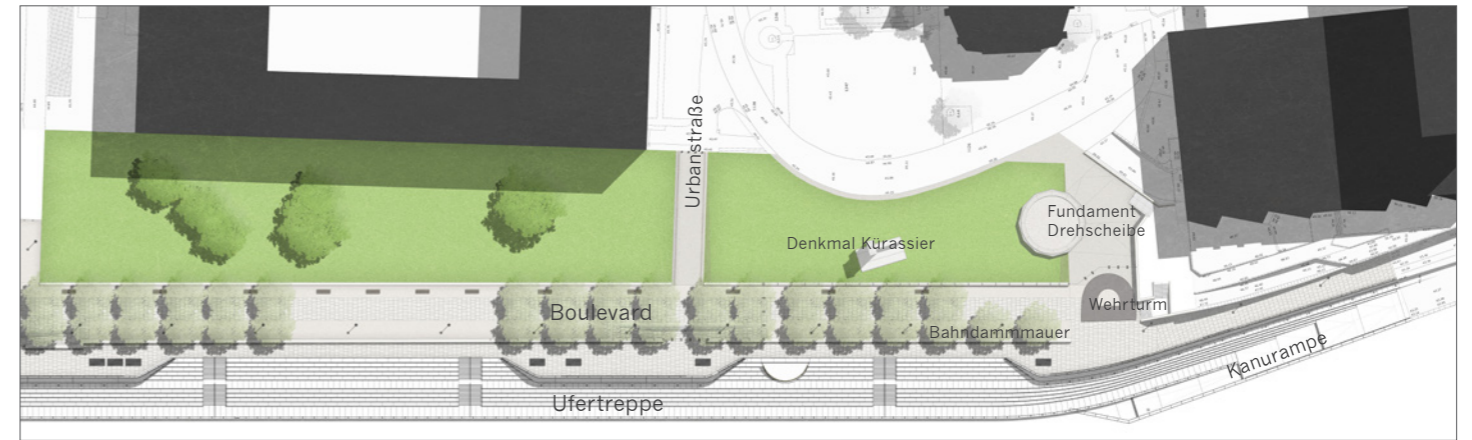 Urbanstraße
Fundament
Drehscheibe
Denkmal Kürassier
Wehrturm
Boulevard
Bahndammmauer
Kanurampe
Ufertreppe